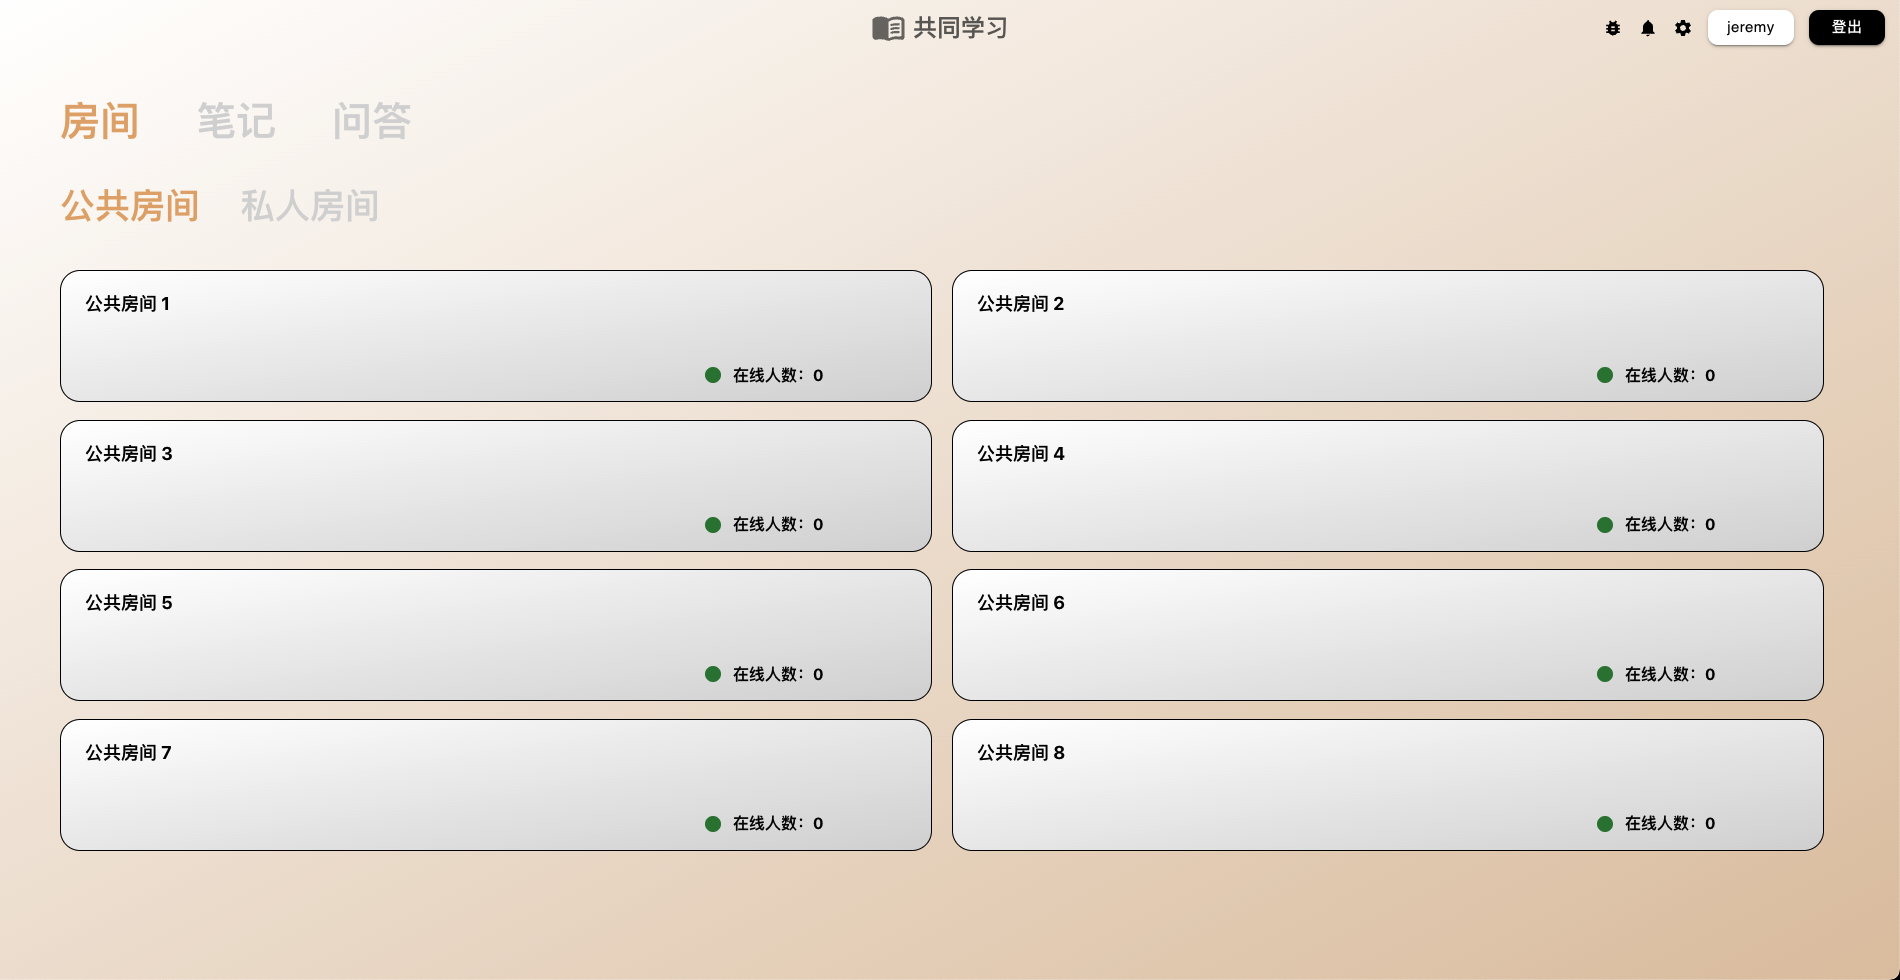 共同学习
jeremy
登出
房间 笔记 问答
公共房间 私人房间
公共房间 1
在线人数：0
公共房间 2
在线人数：0
公共房间 3
在线人数：0
公共房间 4
在线人数：0
公共房间 5
在线人数：0
公共房间 6
在线人数：0
公共房间 7
在线人数：0
公共房间 8
在线人数：0